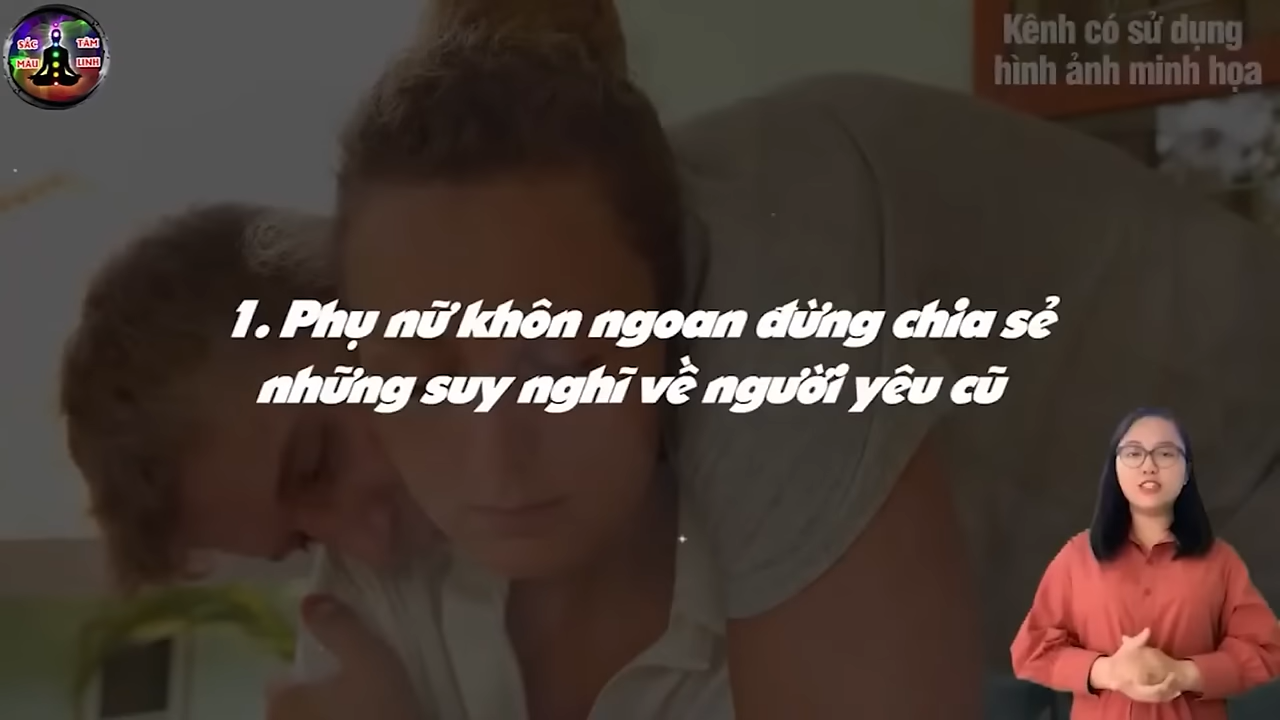 SẮC
MÀU
TÂM
LINH
Kênh có sử dụng
hình ảnh minh họa
1. Phụ nữ khôn ngoan đừng chia sẻ
những suy nghĩ về người yêu cũ